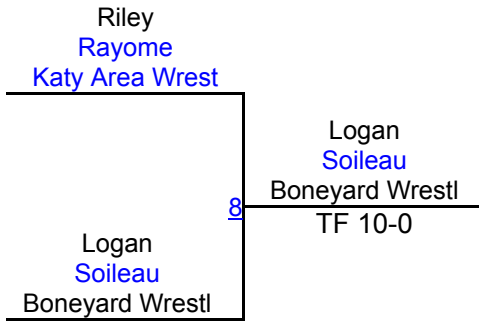 Riley
Rayome
Katy Area Wrest
Logan
Soileau
Boneyard Wrestl
8
TF 10-0
Logan
Soileau
Boneyard Wrestl